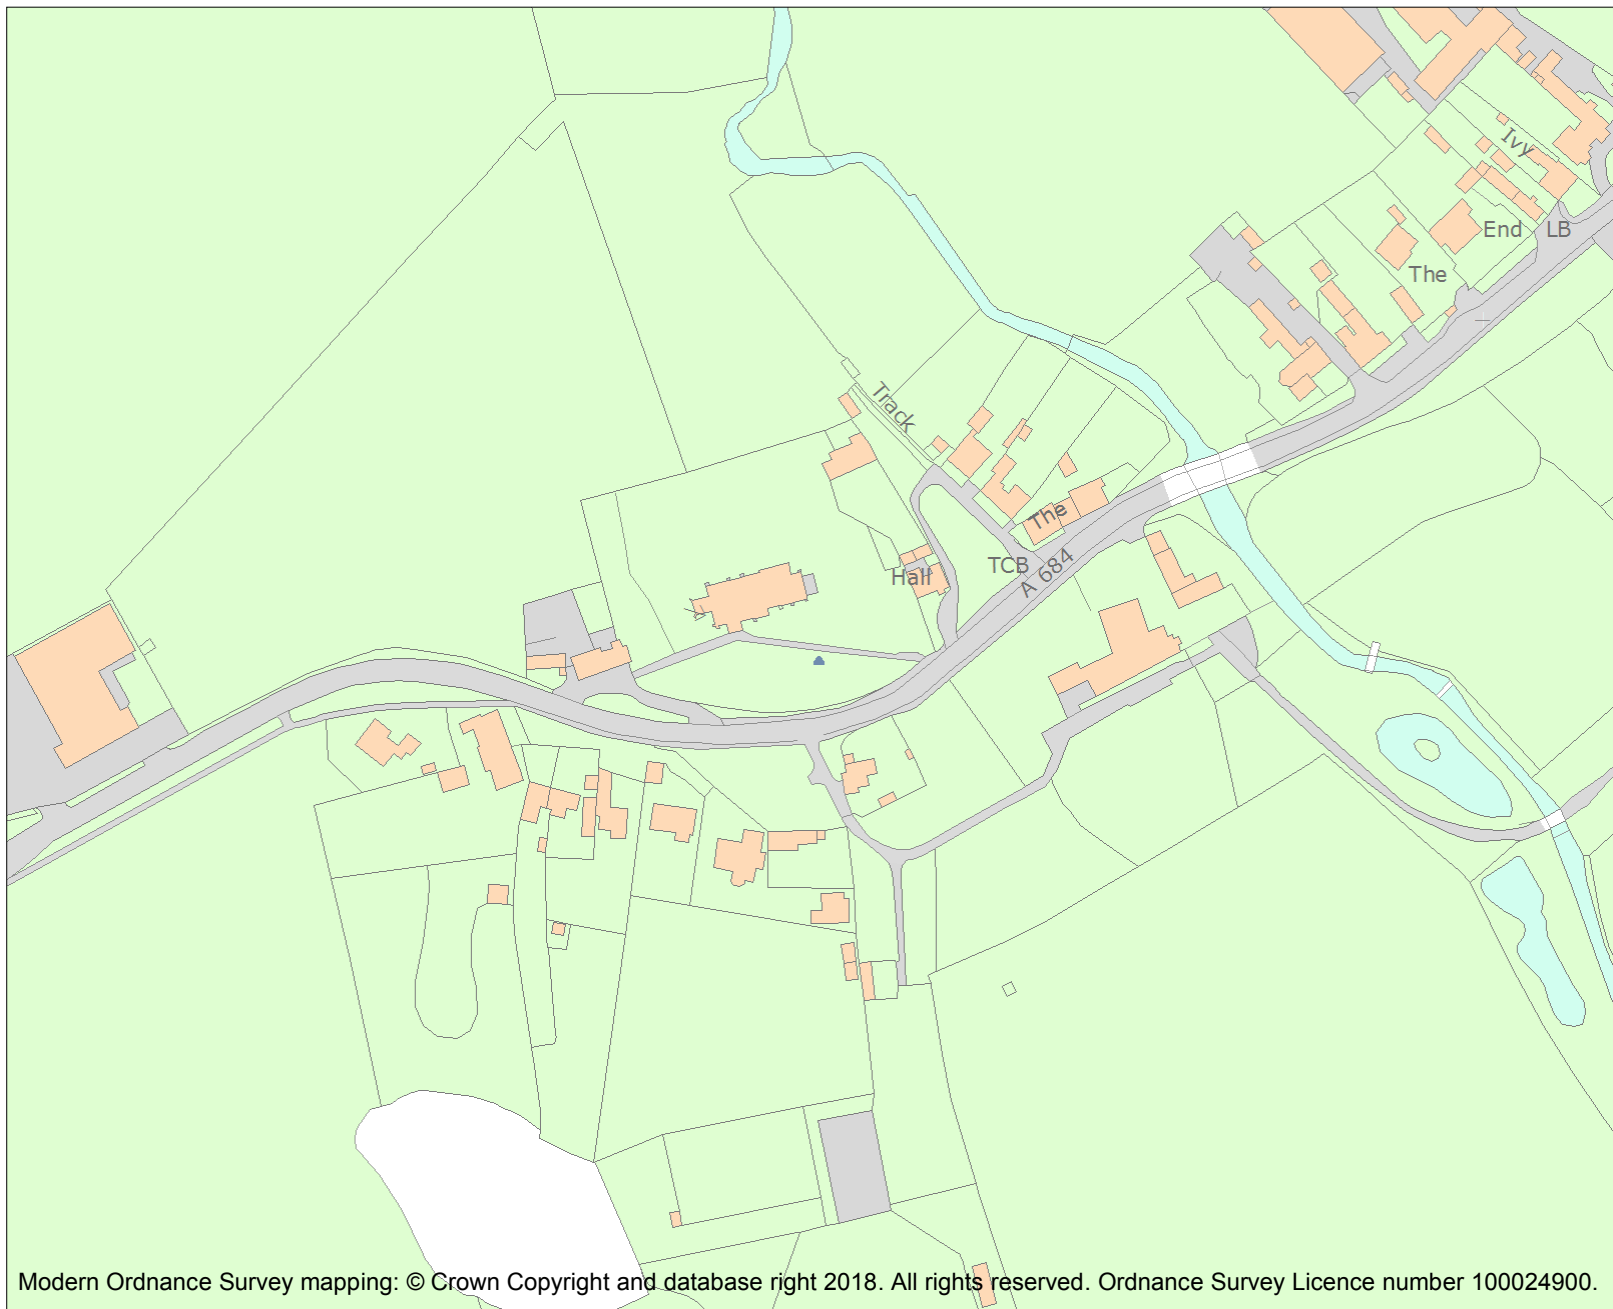 Ivy
End LB
The
Track
The
Hall
TCB
A 684
Modern Ordnance Survey mapping: © Crown Copyright and database right 2018. All rights reserved. Ordnance Survey Licence number 100024900.